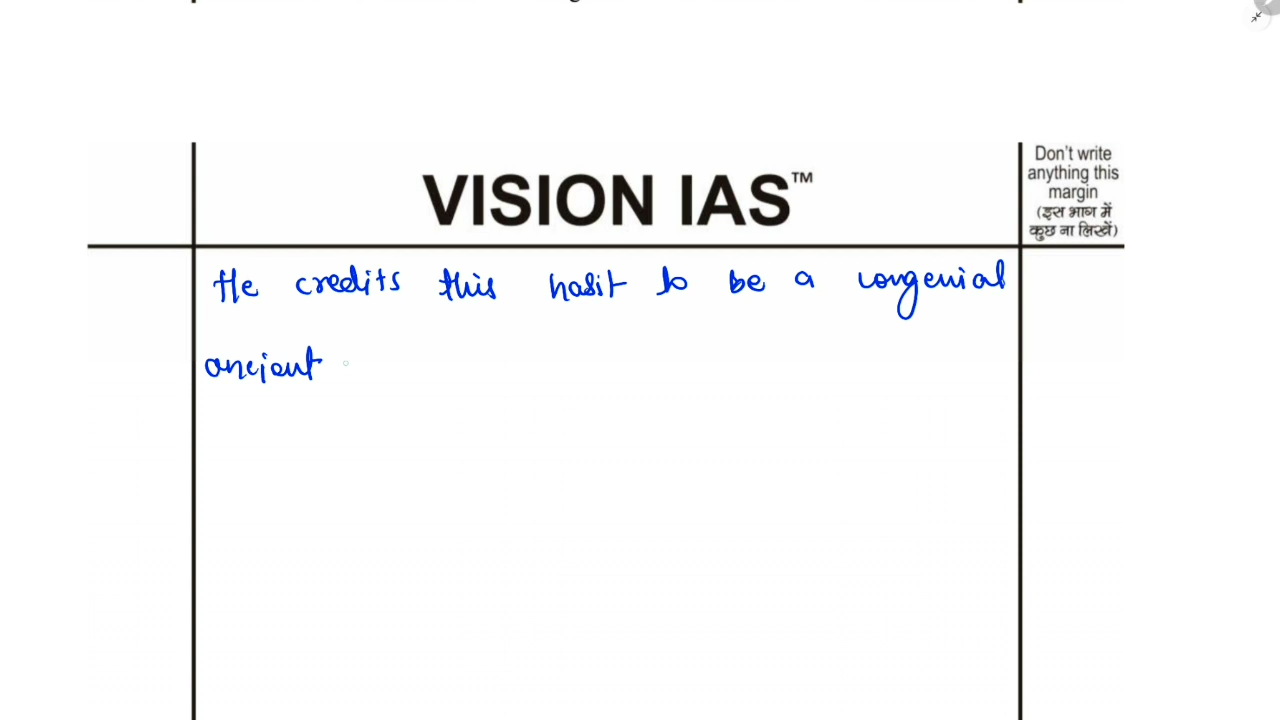 VISION IAS™
Don't write
anything this
margin
(इस भाग में
कुछ ना लिखें)
He credits this habit to be a congenial
ancient